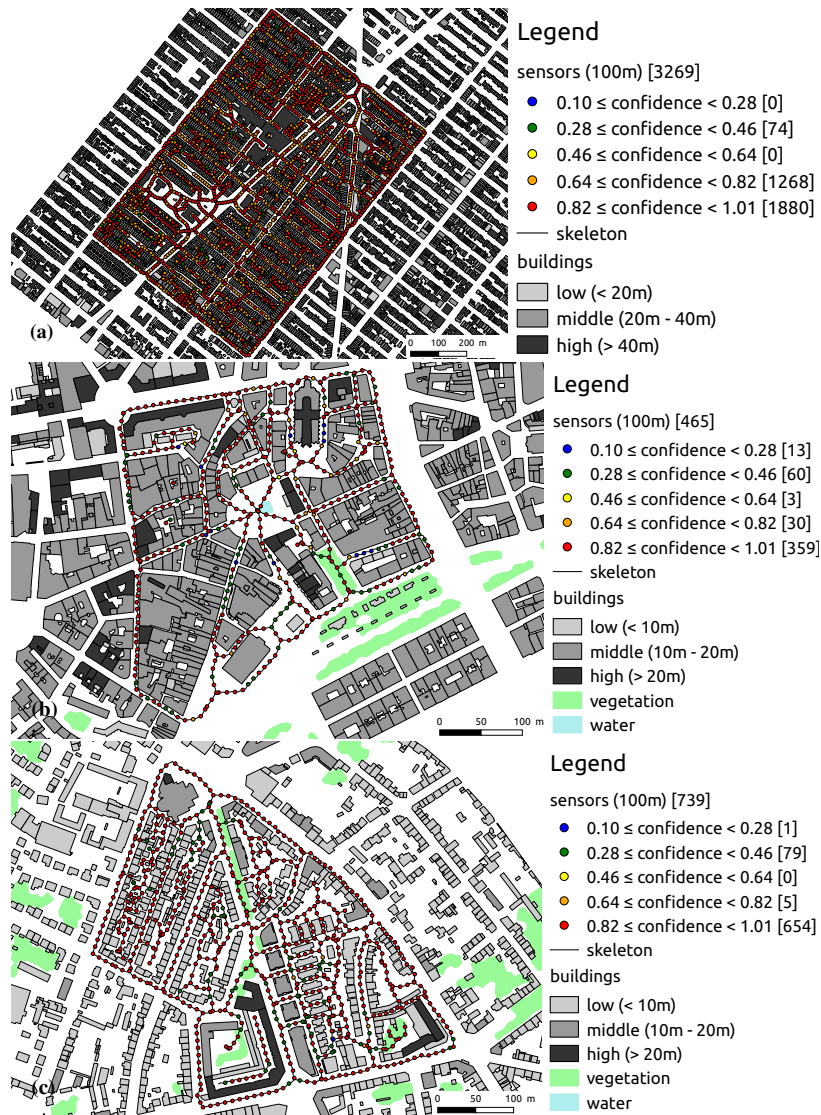 Legend
sensors (100m) [3269]
0.10 ≤ confidence < 0.28 [0]
0.28 ≤ confidence < 0.46 [74]
0.46 ≤ confidence < 0.64 [0]
0.64 ≤ confidence < 0.82 [1268]
0.82 ≤ confidence < 1.01 [1880]
skeleton
buildings
low (< 20m)
middle (20m - 40m)
high (> 40m)
(a)
0 100 200 m
Legend
sensors (100m) [465]
0.10 ≤ confidence < 0.28 [13]
0.28 ≤ confidence < 0.46 [60]
0.46 ≤ confidence < 0.64 [3]
0.64 ≤ confidence < 0.82 [30]
0.82 ≤ confidence < 1.01 [359]
skeleton
buildings
low (< 10m)
middle (10m - 20m)
high (> 20m)
vegetation
water
(b)
0 50 100 m
Legend
sensors (100m) [739]
0.10 ≤ confidence < 0.28 [1]
0.28 ≤ confidence < 0.46 [79]
0.46 ≤ confidence < 0.64 [0]
0.64 ≤ confidence < 0.82 [5]
0.82 ≤ confidence < 1.01 [654]
skeleton
buildings
low (< 10m)
middle (10m - 20m)
high (> 20m)
vegetation
water
(c)
0 50 100 m